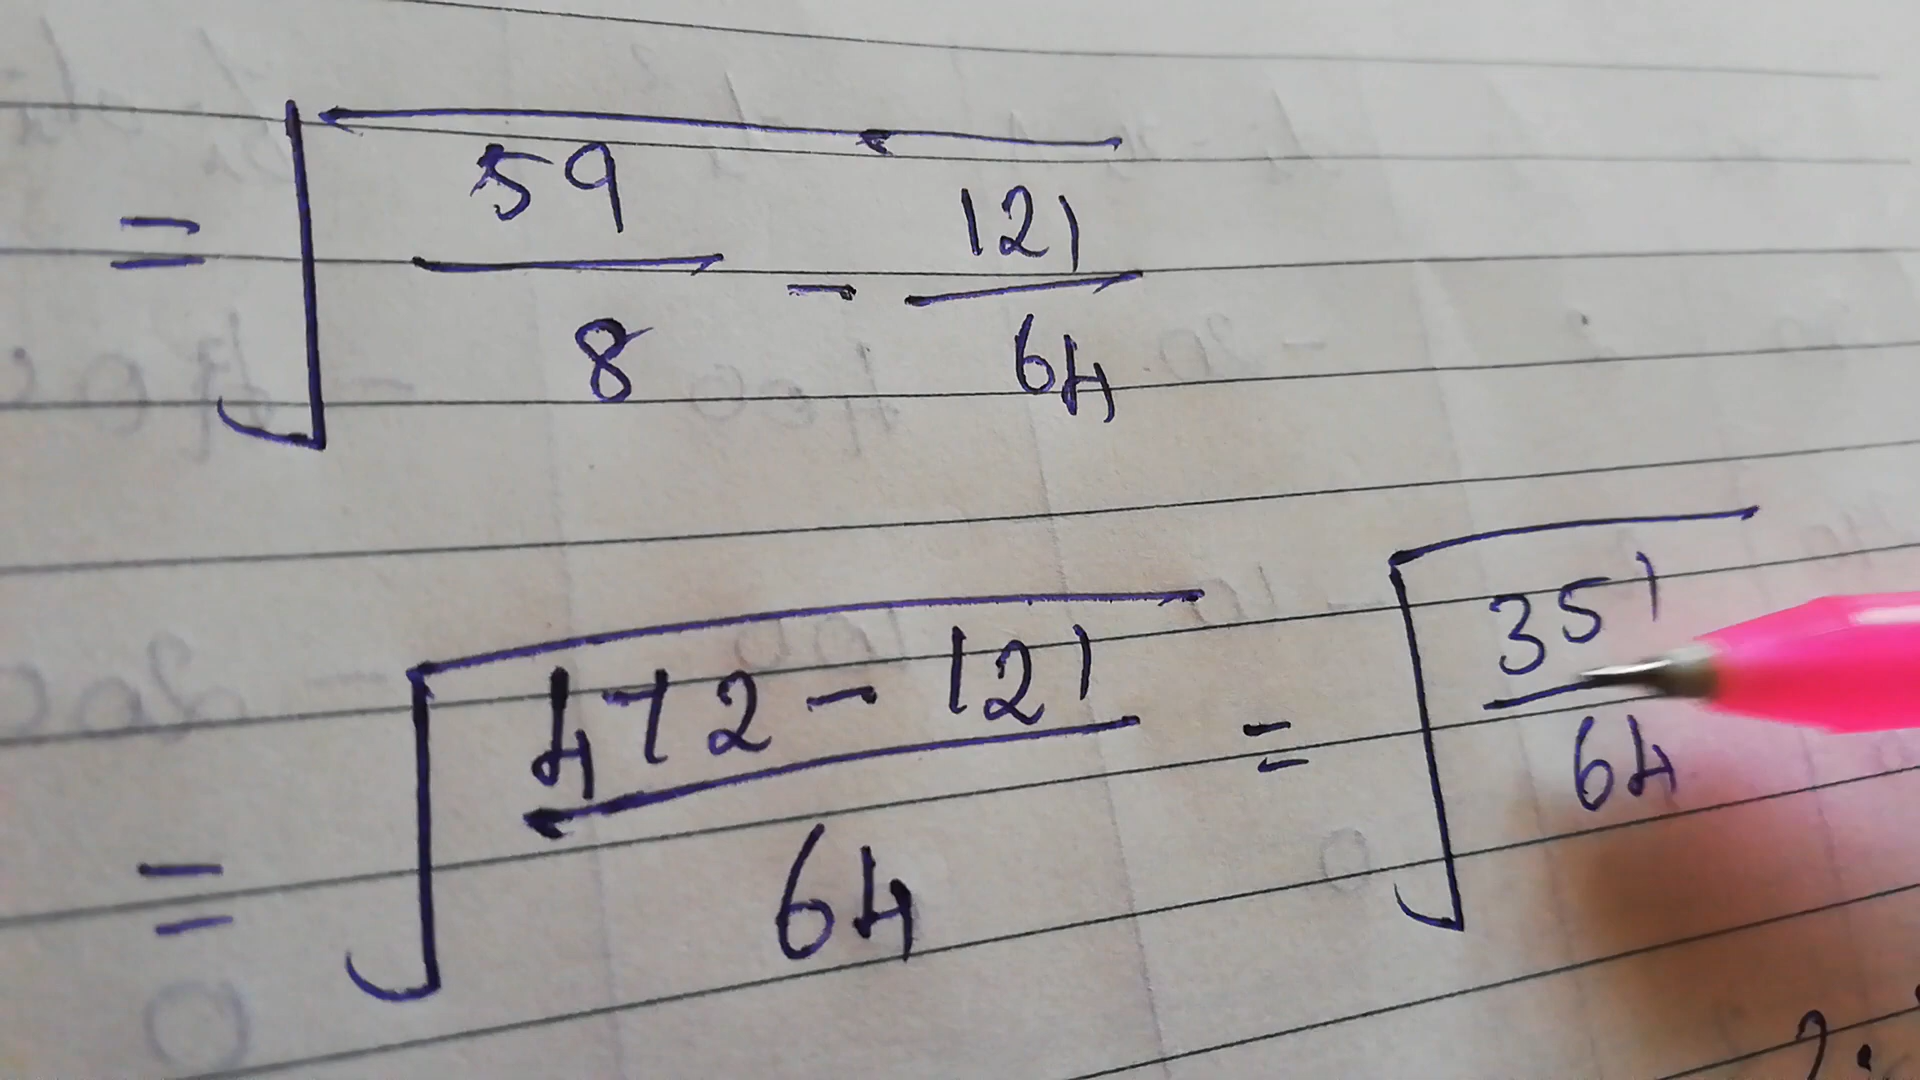 = √(59/8 - 121/64)
= √((472 - 121)/64) = √(351/64)